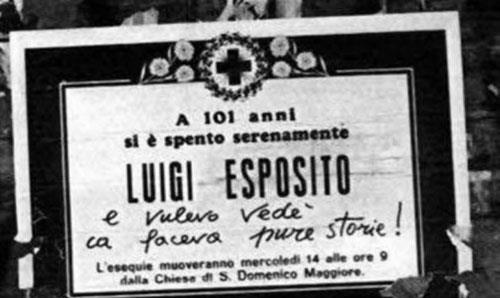 A 101 anni
si è spento serenamente
LUIGI ESPOSITO
e vulevo vedè
ca faceva pure storie!
L'esequie muoveranno mercoledì 14 alle ore 9
dalla Chiesa di S. Domenico Maggiore.